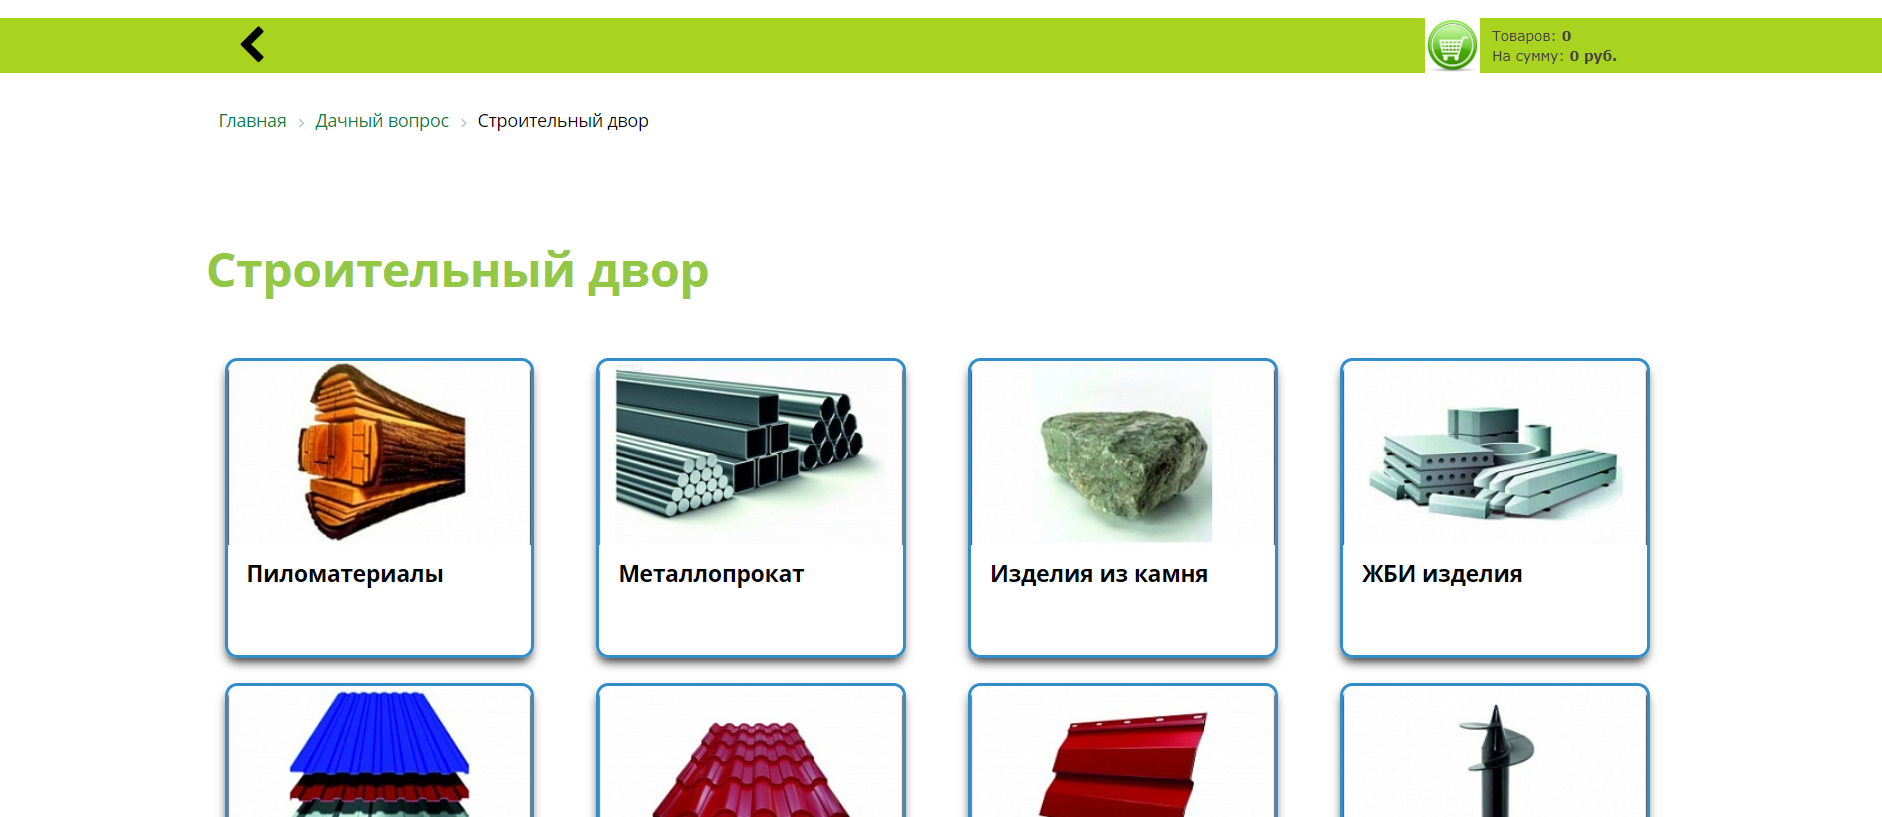 Товаров: 0
На сумму: 0 руб.
Главная › Дачный вопрос › Строительный двор
Строительный двор
Пиломатериалы
Металлопрокат
Изделия из камня
ЖБИ изделия